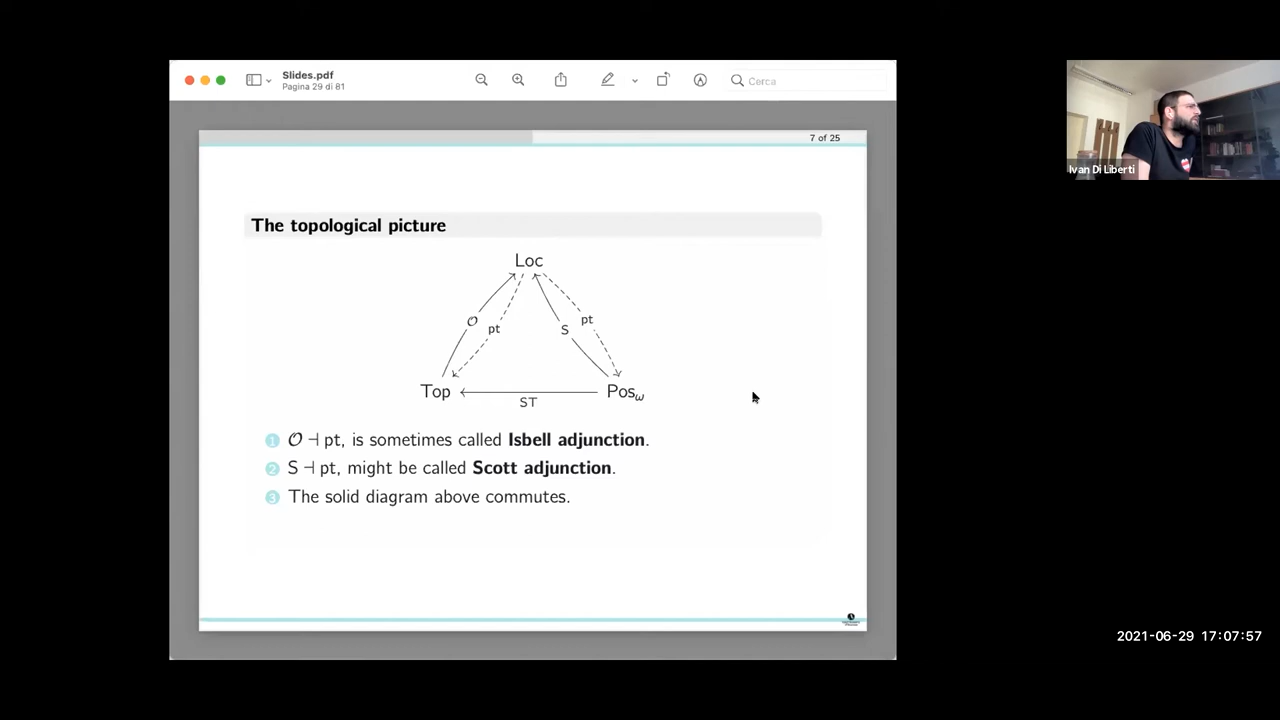 Slides.pdf
Pagina 29 di 81
Cerca
7 of 25
The topological picture
Loc
𝒪
pt
S
pt
Top
Pos_ω
ST
1 𝒪 ⊣ pt, is sometimes called Isbell adjunction.
2 S ⊣ pt, might be called Scott adjunction.
3 The solid diagram above commutes.
Ivan Di Liberti
2021-06-29 17:07:57